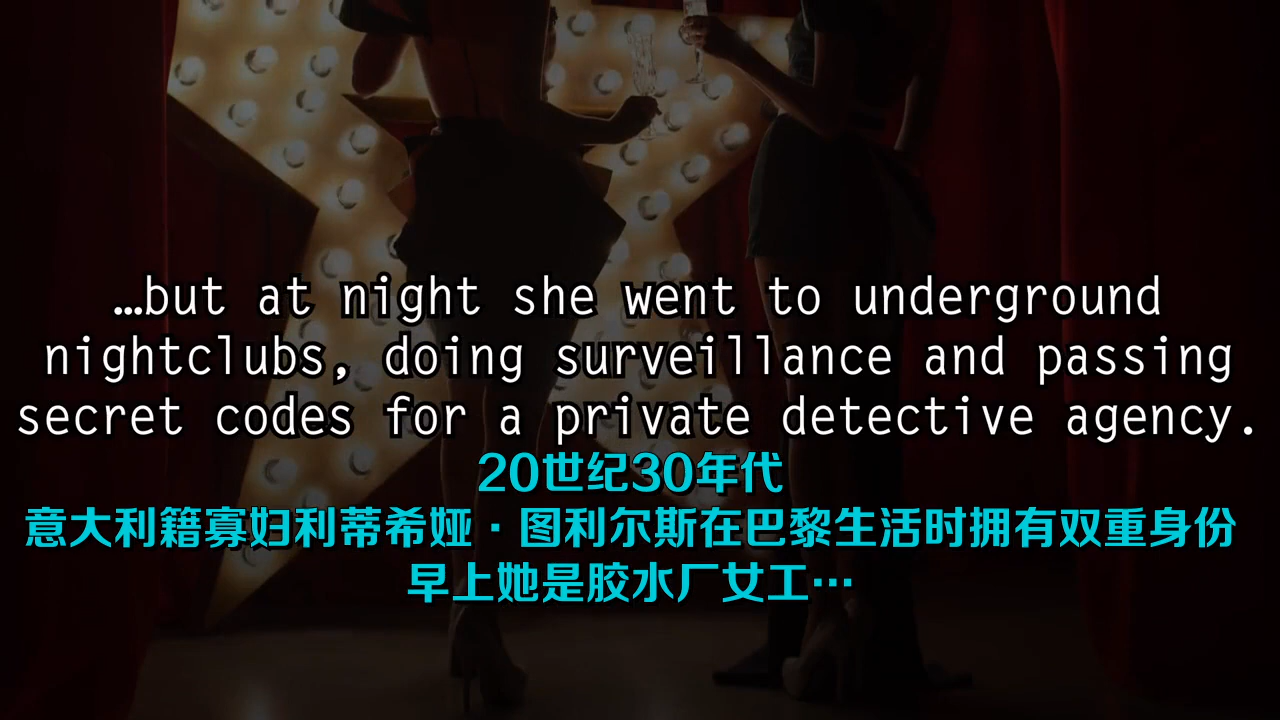 …but at night she went to underground
nightclubs, doing surveillance and passing
secret codes for a private detective agency.
20世纪30年代
意大利籍寡妇利蒂希娅·图利尔斯在巴黎生活时拥有双重身份
早上她是胶水厂女工…